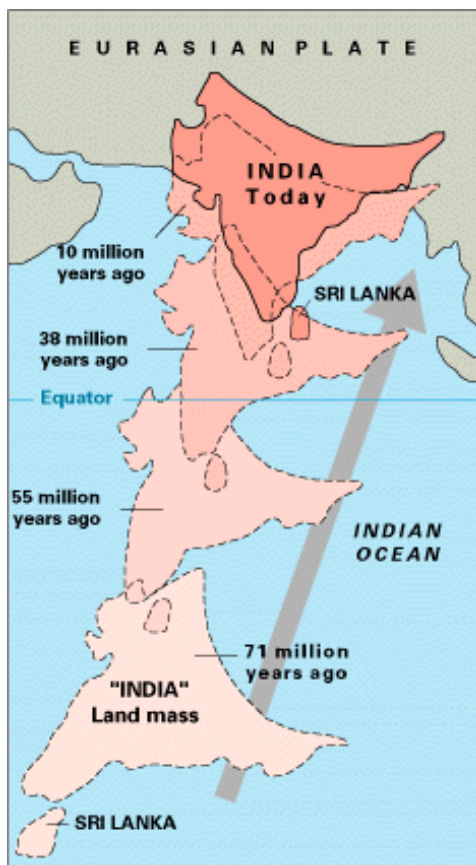 EURASIAN PLATE
INDIA
Today
10 million
years ago
SRI LANKA
38 million
years ago
Equator
55 million
years ago
INDIAN
OCEAN
71 million
years ago
"INDIA"
Land mass
SRI LANKA